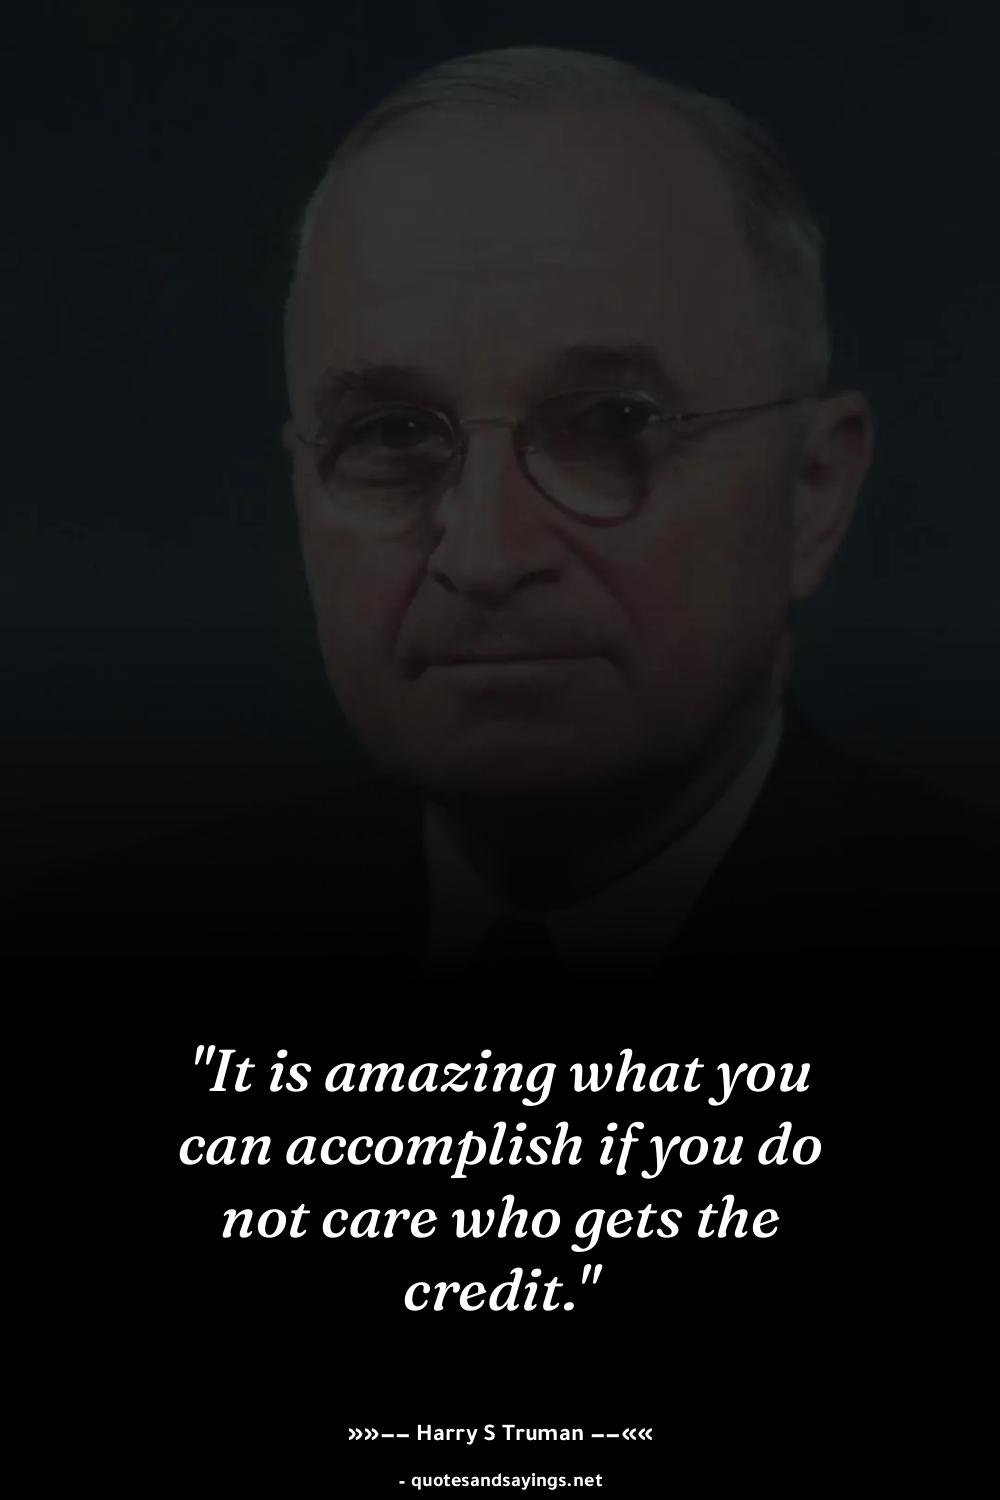 "It is amazing what you
can accomplish if you do
not care who gets the
credit."
»»−− Harry S Truman −−««
- quotesandsayings.net